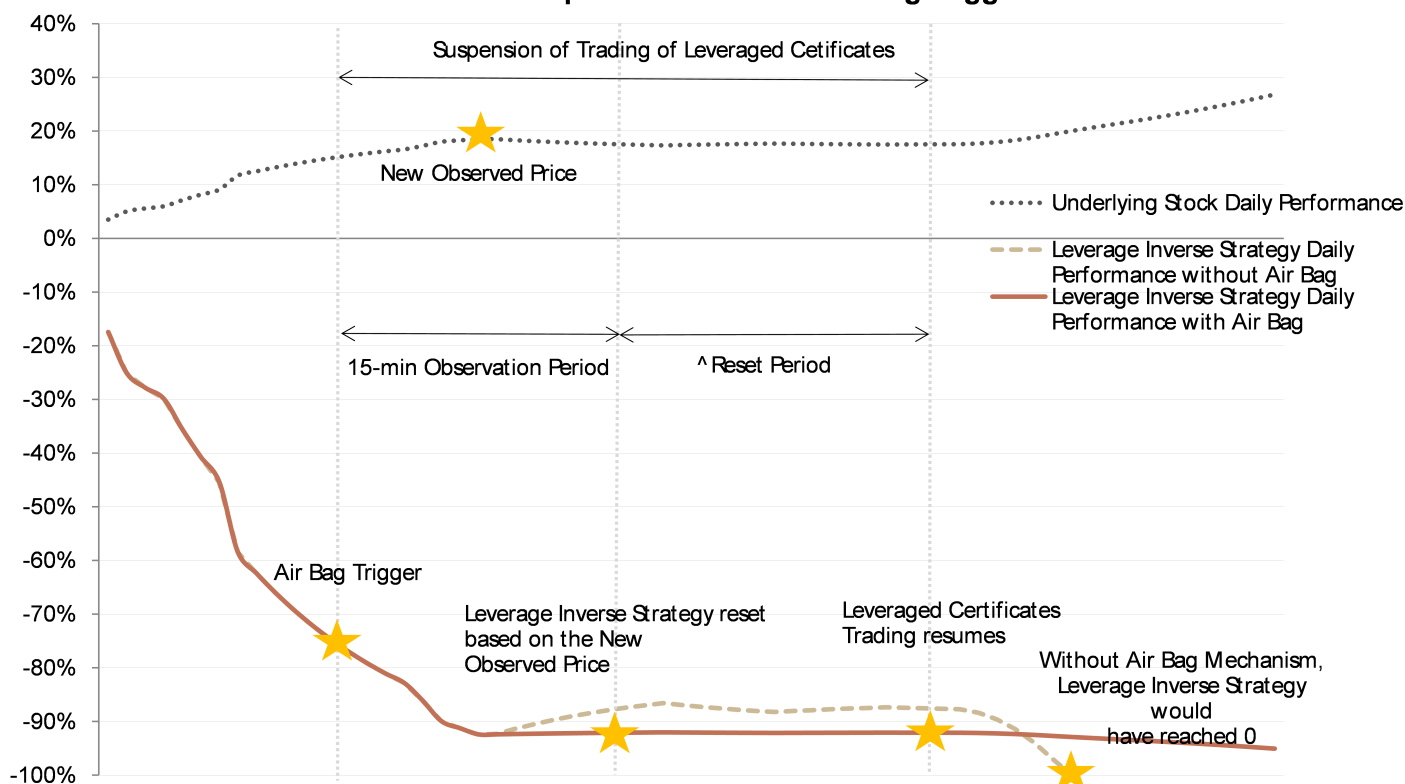 40%
Suspension of Trading of Leveraged Cetificates
30%
20%
New Observed Price
10%
Underlying Stock Daily Performance
0%
Leverage Inverse Strategy Daily
Performance without Air Bag
Leverage Inverse Strategy Daily
Performance with Air Bag
-10%
-20%
15-min Observation Period
^ Reset Period
-30%
-40%
-50%
-60%
Air Bag Trigger
-70%
Leverage Inverse Strategy reset
based on the New
Observed Price
Leveraged Certificates
Trading resumes
-80%
Without Air Bag Mechanism,
Leverage Inverse Strategy
would
have reached 0
-90%
-100%